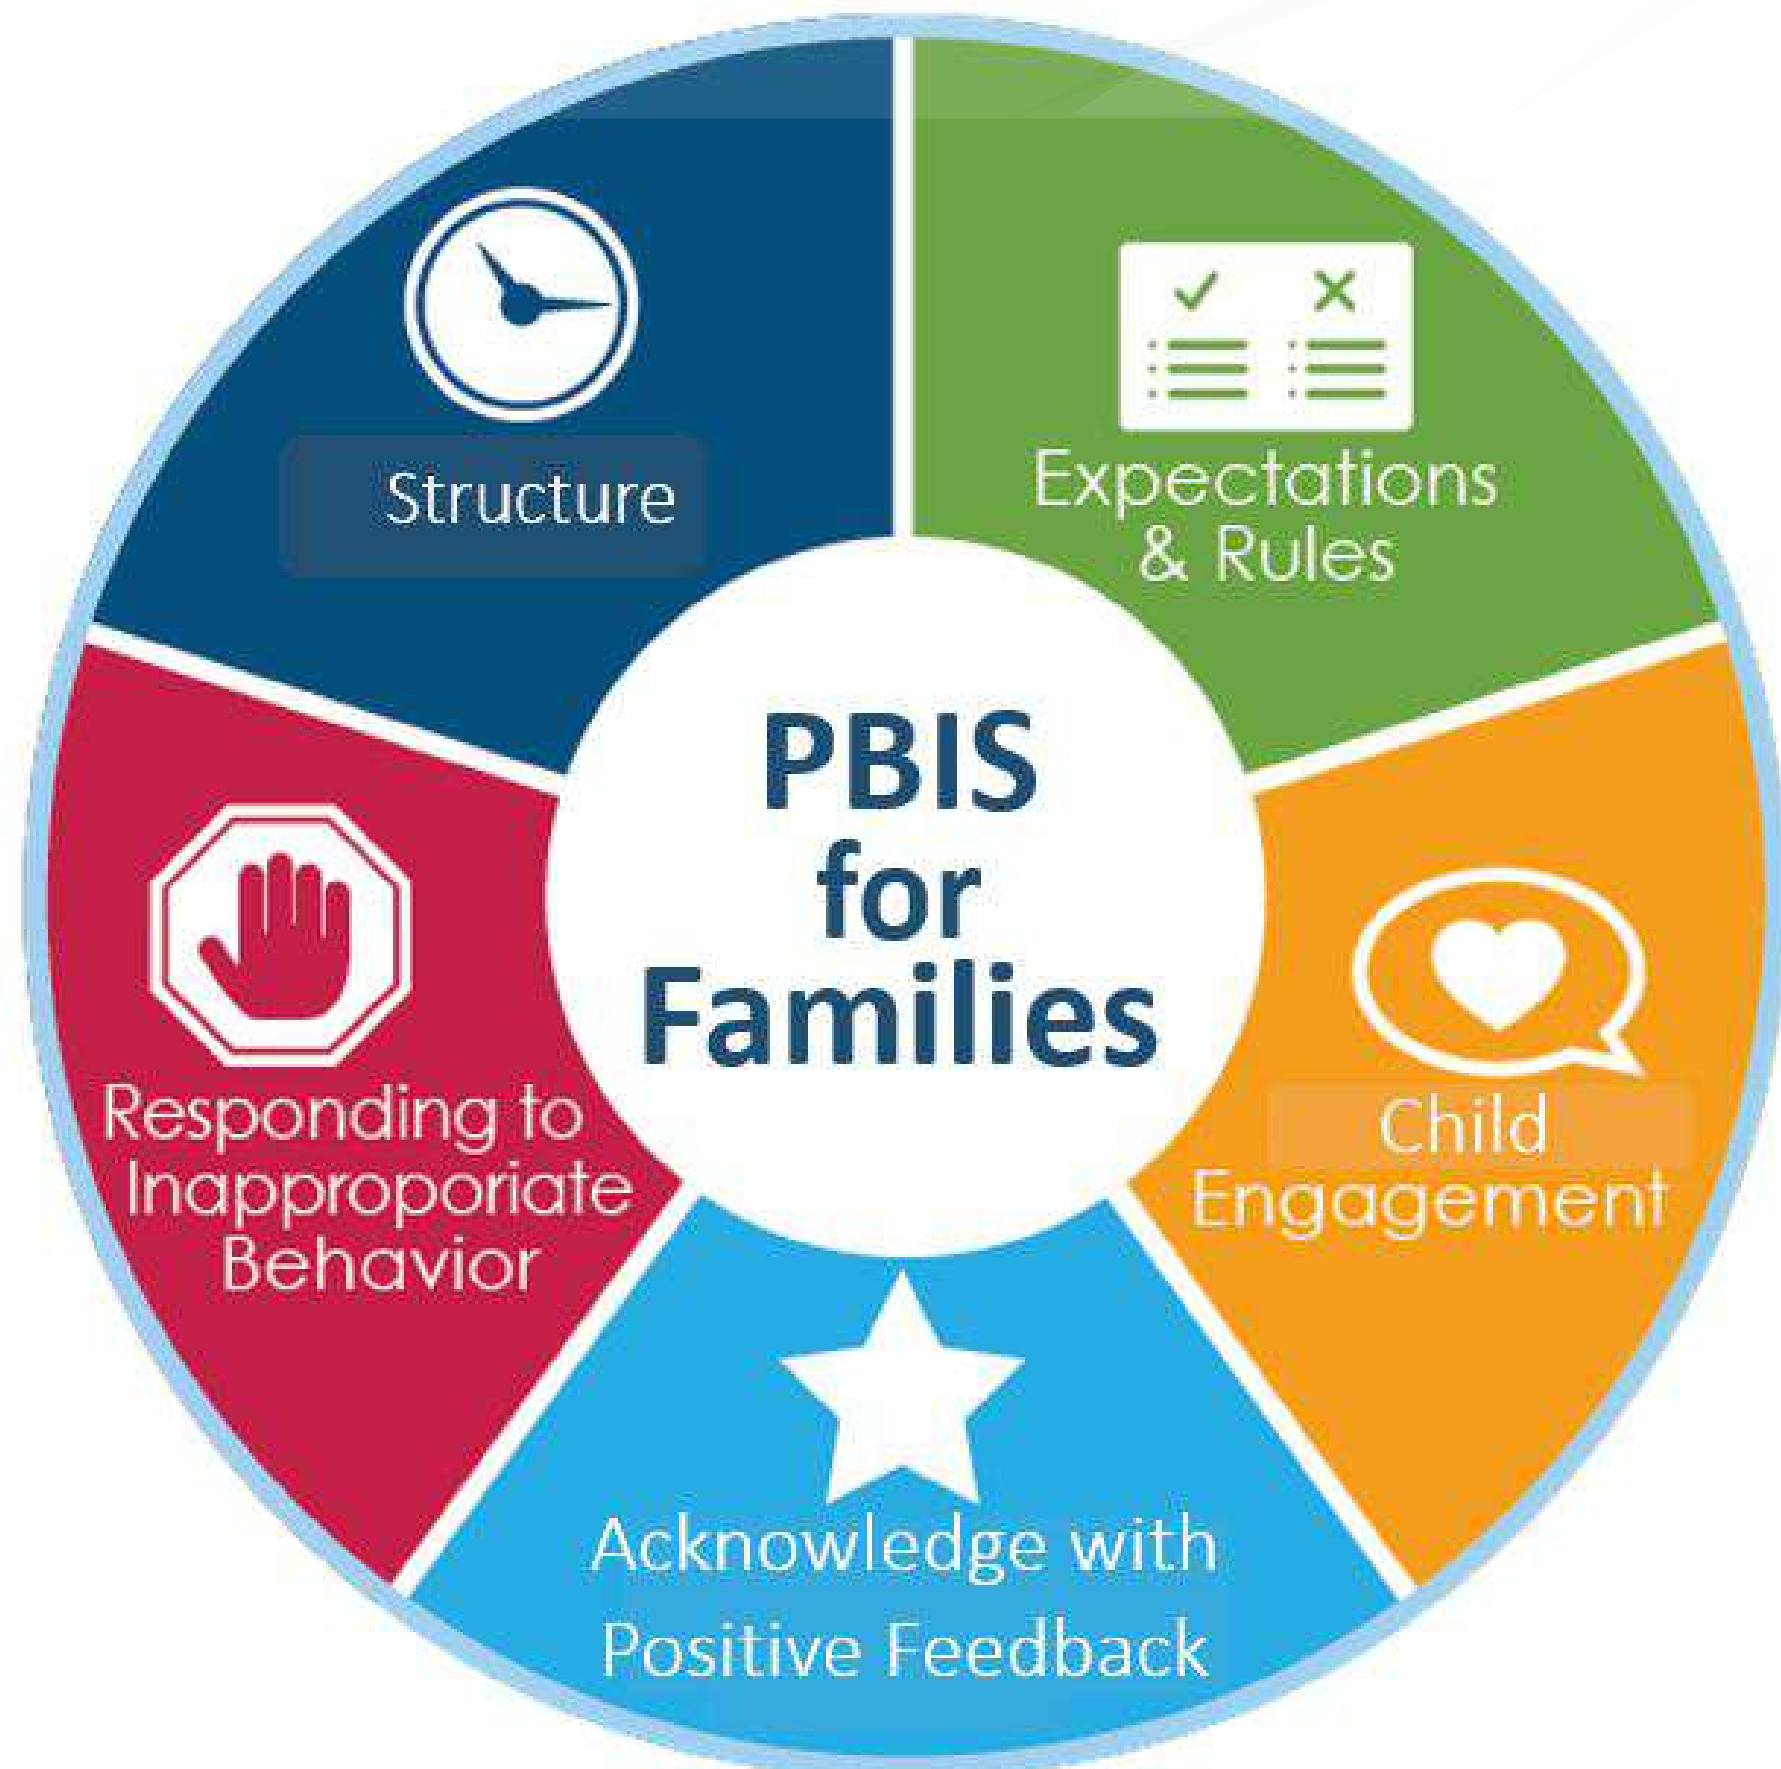 Structure
Expectations
& Rules
PBIS
for
Families
Responding to
Inapproporiate
Behavior
Child
Engagement
Acknowledge with
Positive Feedback